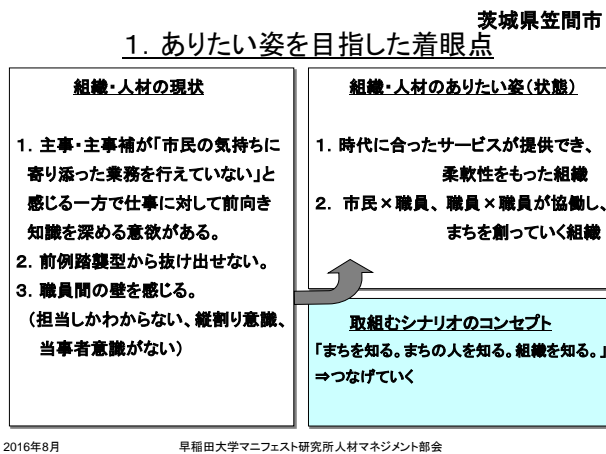 茨城県笠間市
1．ありたい姿を目指した着眼点
組織・人材の現状
1．主事・主事補が「市民の気持ちに
寄り添った業務を行えていない」と
感じる一方で仕事に対して前向き
知識を深める意欲がある。
2．前例踏襲型から抜け出せない。
3．職員間の壁を感じる。
（担当しかわからない、縦割り意識、
当事者意識がない）
組織・人材のありたい姿（状態）
1．時代に合ったサービスが提供でき、
柔軟性をもった組織
2．市民×職員、職員×職員が協働し、
まちを創っていく組織
取組むシナリオのコンセプト
「まちを知る。まちの人を知る。組織を知る。」
⇒つなげていく
2016年8月
早稲田大学マニフェスト研究所人材マネジメント部会